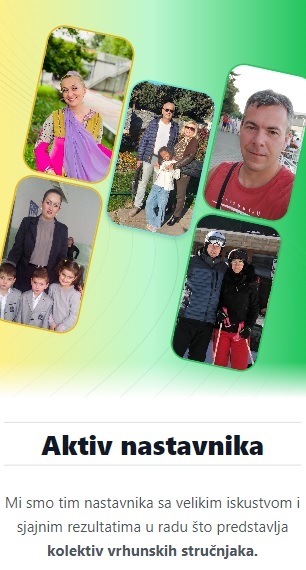 Aktiv nastavnika
Mi smo tim nastavnika sa velikim iskustvom i
sjajnim rezultatima u radu što predstavlja
kolektiv vrhunskih stručnjaka.